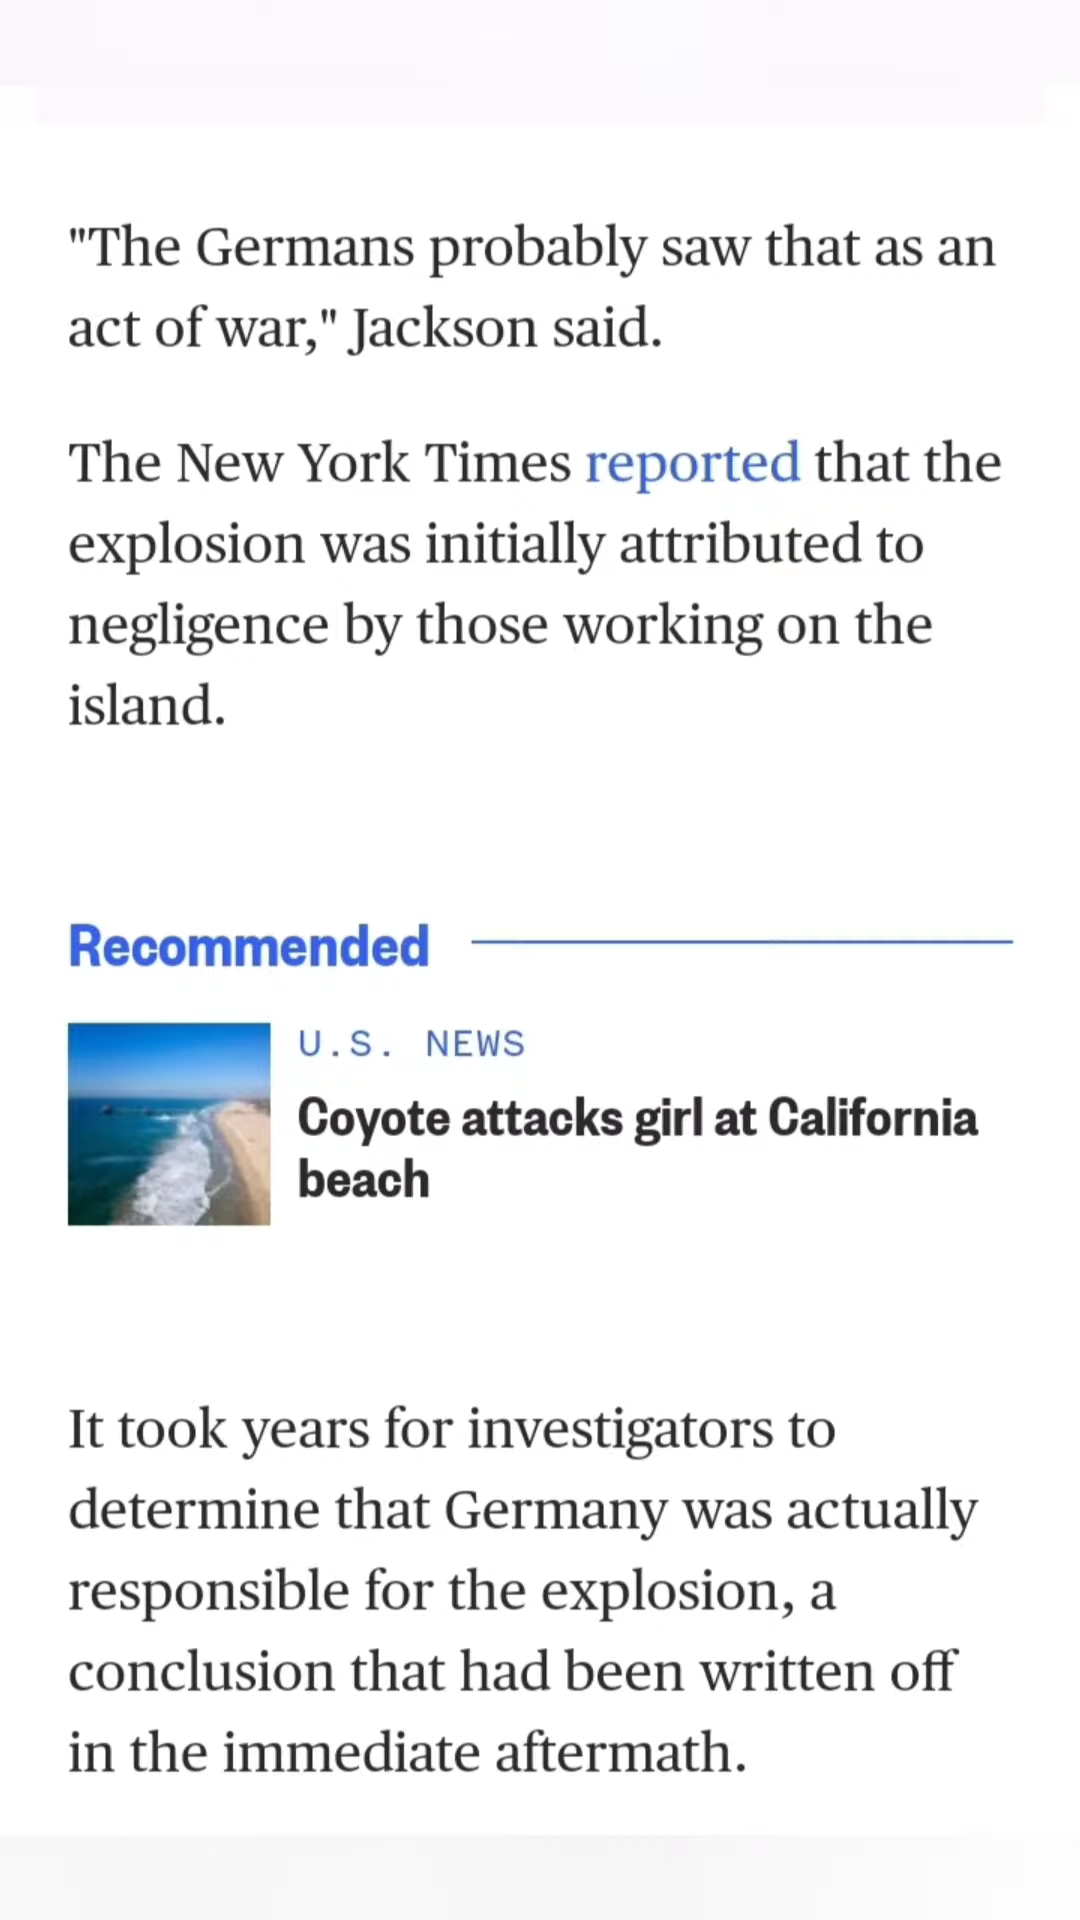 "The Germans probably saw that as an
act of war," Jackson said.
The New York Times reported that the
explosion was initially attributed to
negligence by those working on the
island.
Recommended
U.S. NEWS
Coyote attacks girl at California
beach
It took years for investigators to
determine that Germany was actually
responsible for the explosion, a
conclusion that had been written off
in the immediate aftermath.